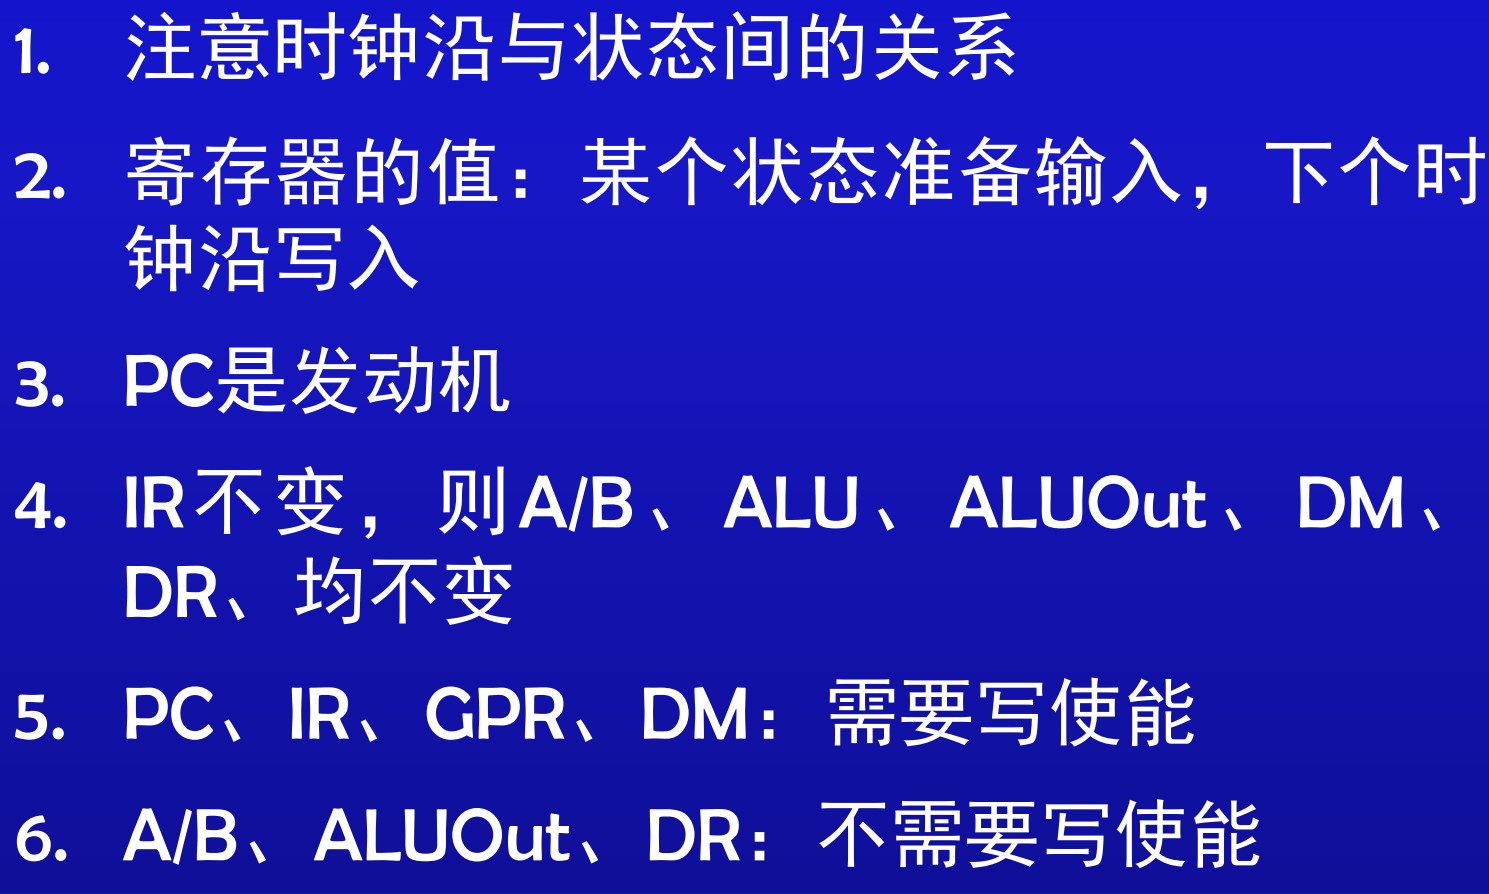 1. 注意时钟沿与状态间的关系
2. 寄存器的值：某个状态准备输入，下个时
钟沿写入
3. PC是发动机
4. IR不变，则A/B、ALU、ALUOut、DM、
DR、均不变
5. PC、IR、GPR、DM：需要写使能
6. A/B、ALUOut、DR：不需要写使能